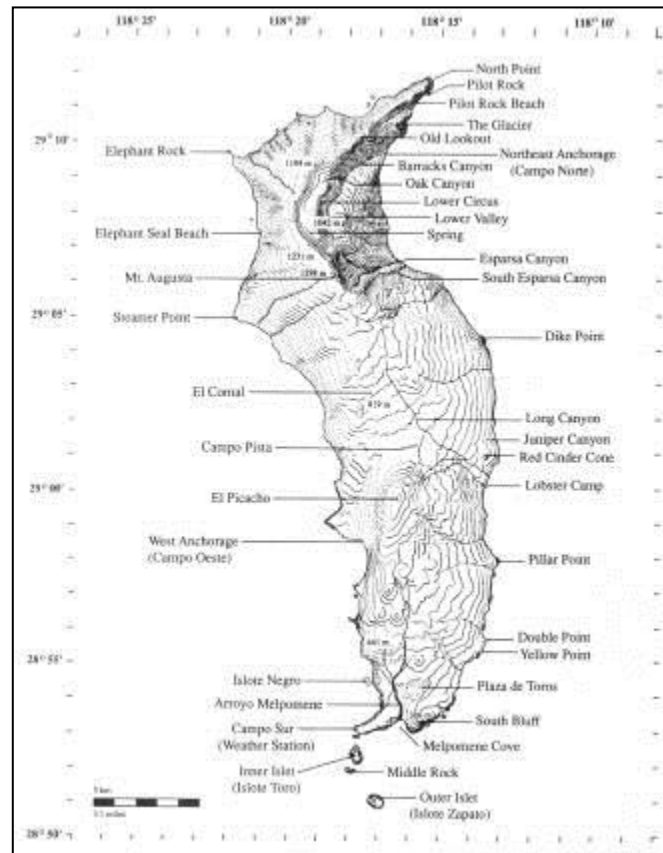 118° 25'
118° 20'
118° 15'
118° 10'
North Point
Pilot Rock
Pilot Rock Beach
The Glacier
29° 10'
Old Lookout
Elephant Rock
Northeast Anchorage
(Campo Norte)
Barracks Canyon
Oak Canyon
Lower Circus
Lower Valley
Elephant Seal Beach
Spring
Esparsa Canyon
Mt. Augusta
South Esparsa Canyon
Steamer Point
29° 05'
Dike Point
El Comal
Long Canyon
Juniper Canyon
Campo Pista
Red Cinder Cone
29° 00'
Lobster Camp
El Picacho
West Anchorage
(Campo Oeste)
Pillar Point
Double Point
28° 55'
Yellow Point
Islote Negro
Plaza de Toros
Arroyo Melpomene
South Bluff
Campo Sur
(Weather Station)
Melpomene Cove
Inner Islet
(Islote Toro)
Middle Rock
Outer Islet
(Islote Zapato)
28° 50'